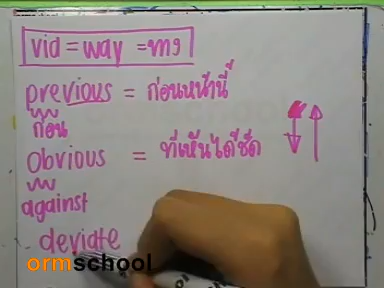 via = way = ทาง
previous = ก่อนหน้านี้
ก่อน
obvious = ที่เห็นได้ชัด
against
deviate
ormschool